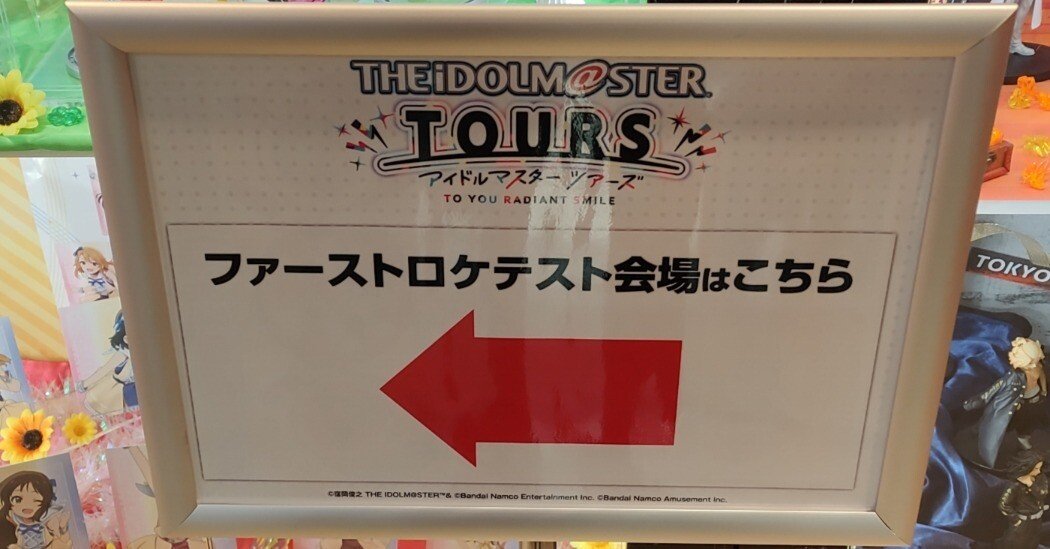 THE iDOLM@STER
TOURS
アイドルマスター ツアーズ
TO YOU RADIANT SMILE
ファーストロケテスト会場はこちら
TOKYO
©窪岡俊之 THE IDOLM@STER™& ©Bandai Namco Entertainment Inc. ©Bandai Namco Amusement Inc.